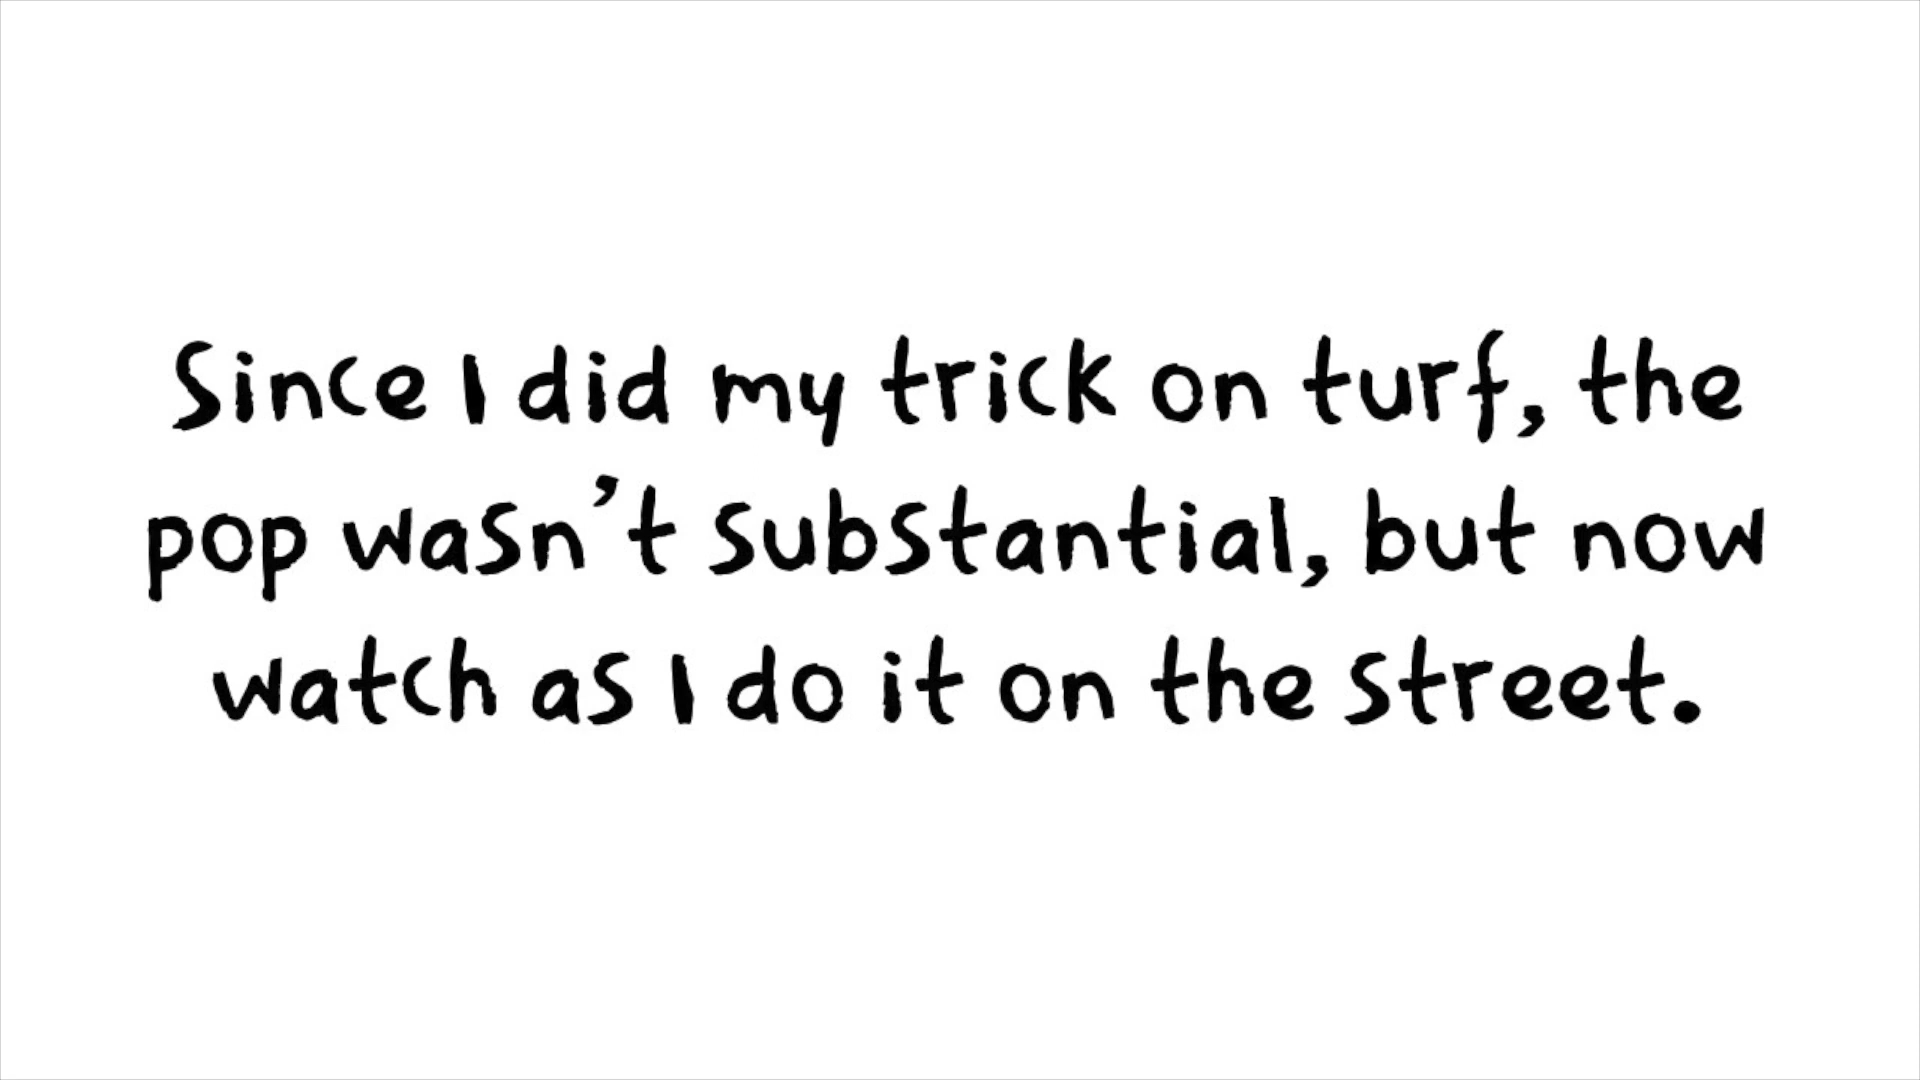 Since I did my trick on turf, the
pop wasn't substantial, but now
watch as I do it on the street.